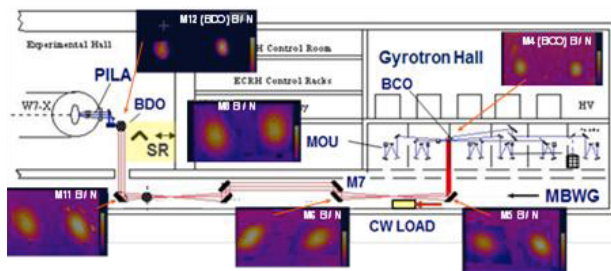 M12 (BDO) B / N
M4 (BCO) B / N
Experimental Hall
H Control Room
Gyrotron Hall
PILA
ECRH Control Racks
BCO
W7-X
BDO
M8 B / N
HV
MOU
SR
M7
M11 B / N
MBWG
M6 B / N
M5 B / N
CW LOAD